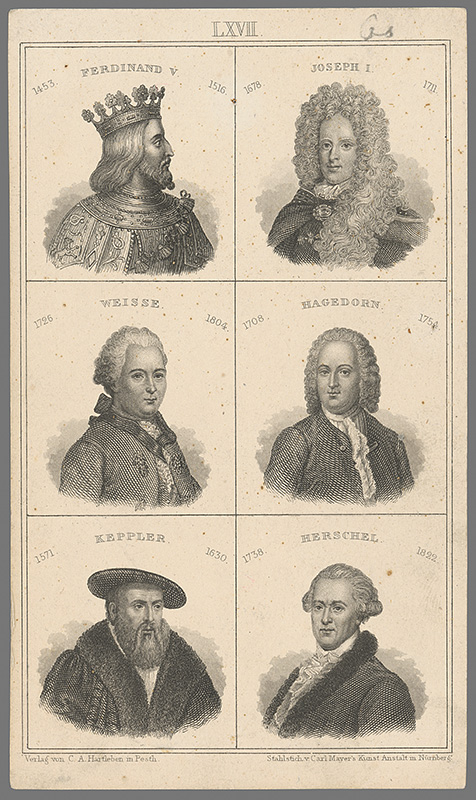 LXVII
FERDINAND V.
1453. 1516.
JOSEPH I.
1678 1711.
WEISSE.
1726 1804.
HAGEDORN.
1708 1754.
KEPPLER.
1571. 1630.
HERSCHEL.
1738. 1822.
Verlag von C. A. Hartleben in Pesth.
Stahlstich v. Carl Mayer's Kunst Anstalt in Nürnberg.